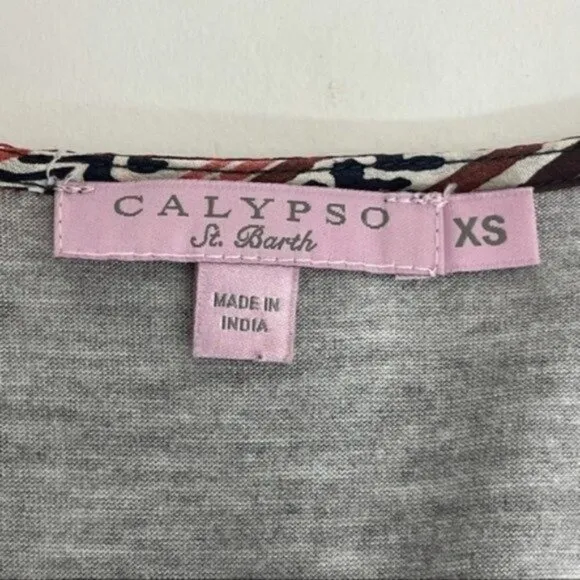 CALYPSO
St. Barth
XS
MADE IN
INDIA